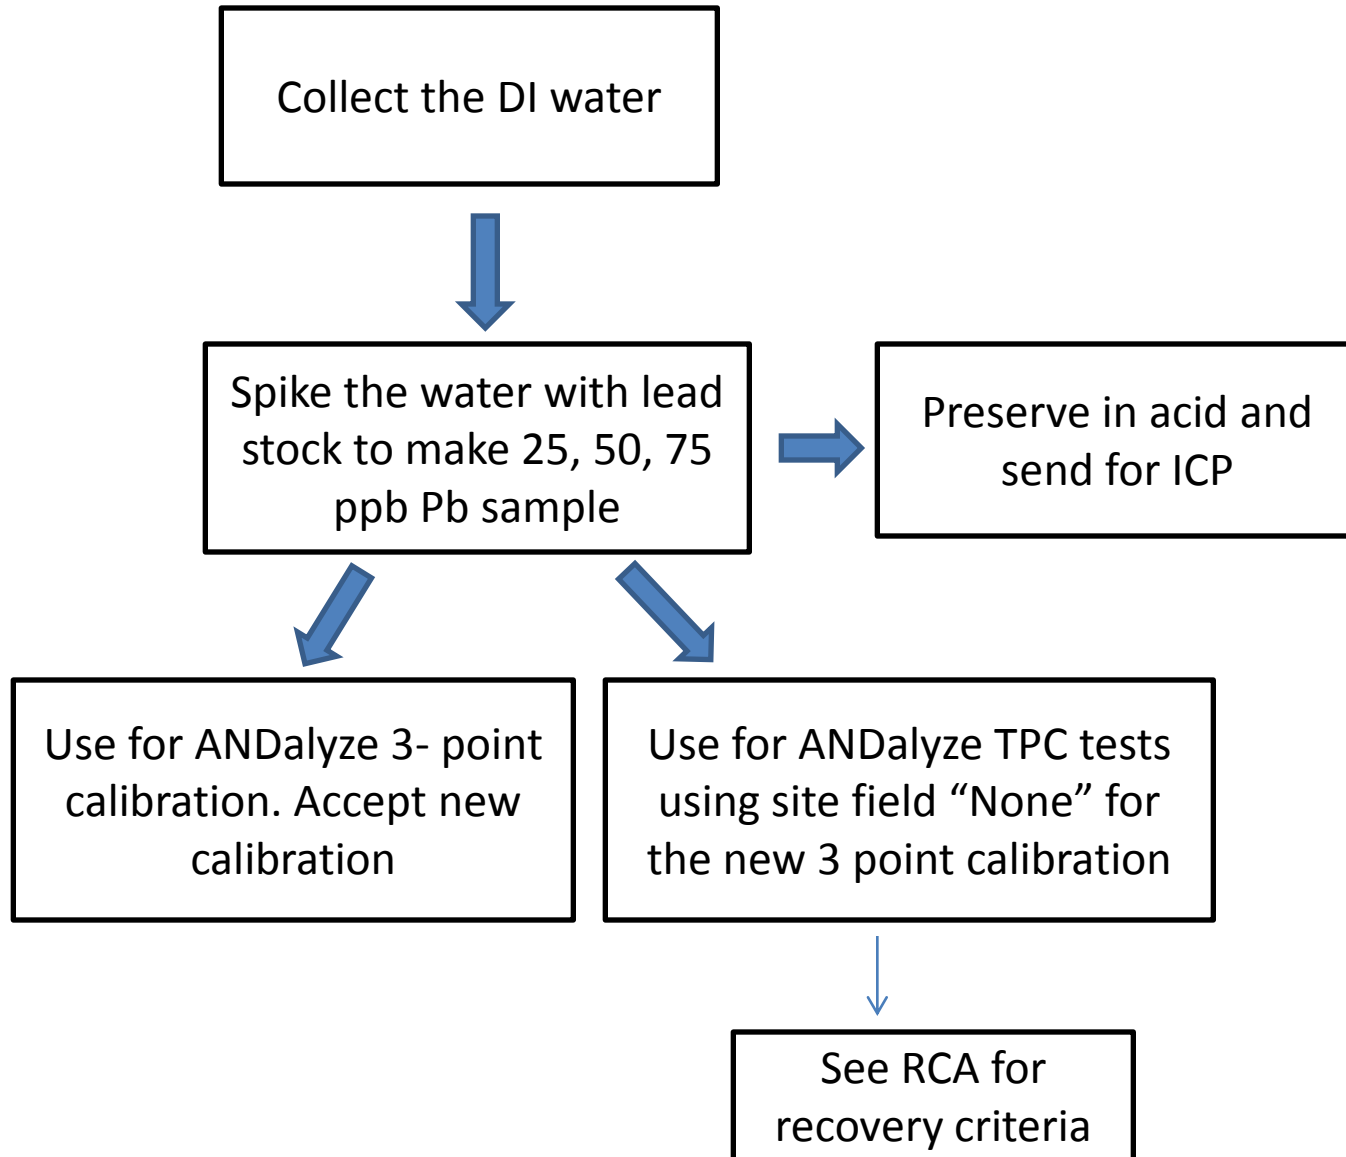 Collect the DI water
Spike the water with lead
stock to make 25, 50, 75
ppb Pb sample
Preserve in acid and
send for ICP
Use for ANDalyze 3- point
calibration. Accept new
calibration
Use for ANDalyze TPC tests
using site field “None” for
the new 3 point calibration
See RCA for
recovery criteria